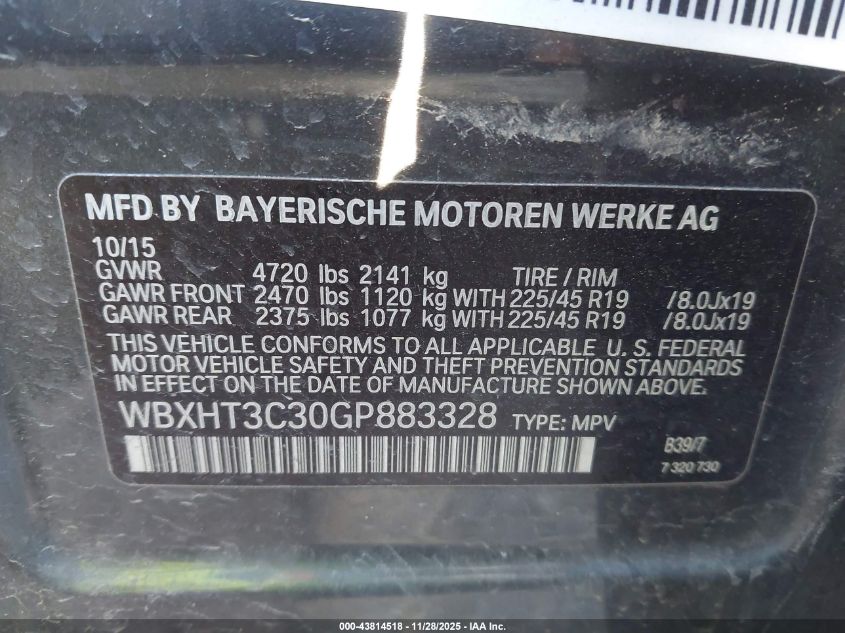 MFD BY BAYERISCHE MOTOREN WERKE AG
10/15
GVWR 4720 lbs 2141 kg TIRE / RIM
GAWR FRONT 2470 lbs 1120 kg WITH 225/45 R19 /8.0Jx19
GAWR REAR 2375 lbs 1077 kg WITH 225/45 R19 /8.0Jx19
THIS VEHICLE CONFORMS TO ALL APPLICABLE U. S. FEDERAL
MOTOR VEHICLE SAFETY AND THEFT PREVENTION STANDARDS
IN EFFECT ON THE DATE OF MANUFACTURE SHOWN ABOVE.
WBXHT3C30GP883328 TYPE: MPV
B39/7
7 320 730
000-43814518 - 11/28/2025 - IAA Inc.